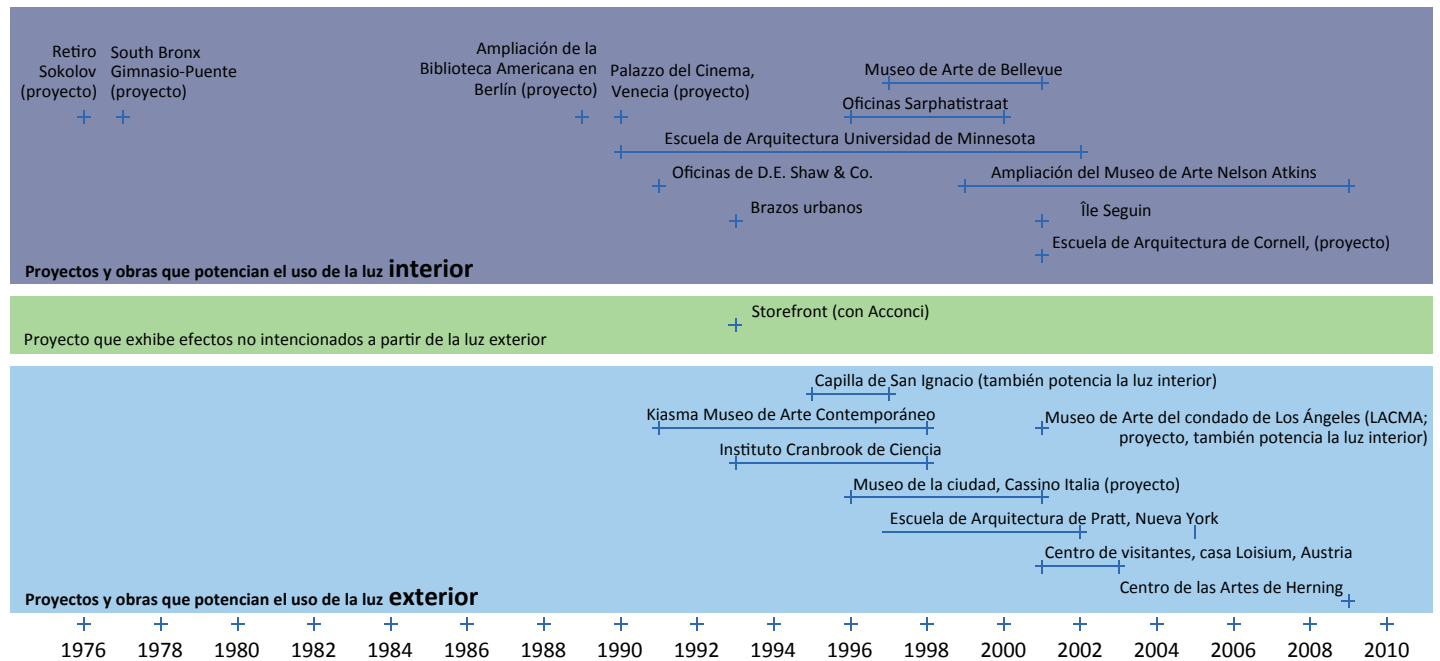 Retiro
Sokolov
(proyecto)
South Bronx
Gimnasio-Puente
(proyecto)
Ampliación de la
Biblioteca Americana en
Berlín (proyecto)
Palazzo del Cinema,
Venecia (proyecto)
Museo de Arte de Bellevue
Oficinas Sarphatistraat
Escuela de Arquitectura Universidad de Minnesota
Oficinas de D.E. Shaw & Co.
Ampliación del Museo de Arte Nelson Atkins
Brazos urbanos
Île Seguin
Escuela de Arquitectura de Cornell, (proyecto)
Proyectos y obras que potencian el uso de la luz interior
Storefront (con Acconci)
Proyecto que exhibe efectos no intencionados a partir de la luz exterior
Capilla de San Ignacio (también potencia la luz interior)
Kiasma Museo de Arte Contemporáneo
Museo de Arte del condado de Los Ángeles (LACMA;
proyecto, también potencia la luz interior)
Instituto Cranbrook de Ciencia
Museo de la ciudad, Cassino Italia (proyecto)
Escuela de Arquitectura de Pratt, Nueva York
Centro de visitantes, casa Loisium, Austria
Centro de las Artes de Herning
Proyectos y obras que potencian el uso de la luz exterior
1976 1978 1980 1982 1984 1986 1988 1990 1992 1994 1996 1998 2000 2002 2004 2006 2008 2010